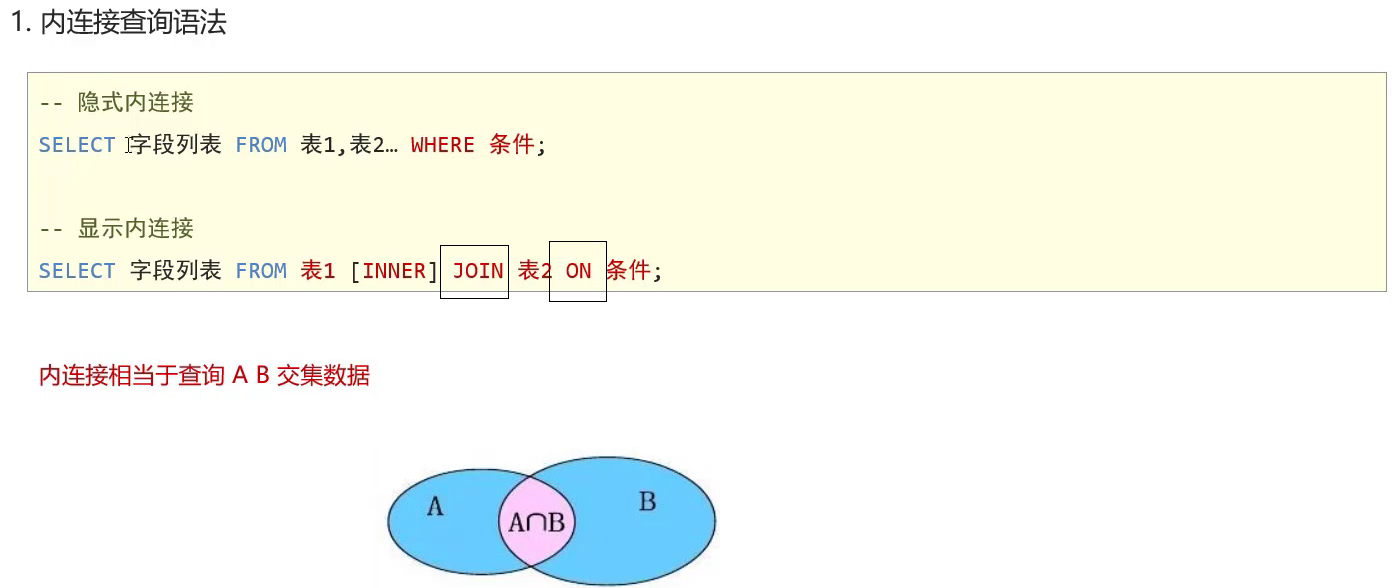 1. 内连接查询语法
-- 隐式内连接
SELECT 字段列表 FROM 表1,表2… WHERE 条件;
-- 显示内连接
SELECT 字段列表 FROM 表1 [INNER] JOIN 表2 ON 条件;
内连接相当于查询 A B 交集数据
A
A∩B
B